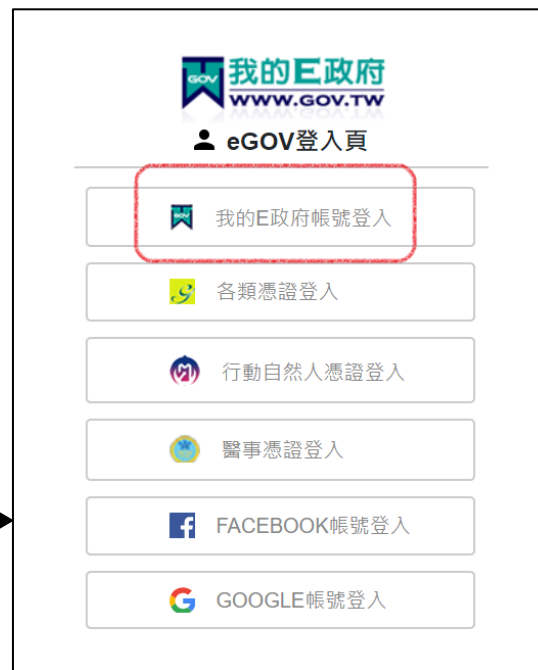 GOV 我的E政府
WWW.GOV.TW
eGOV登入頁
我的E政府帳號登入
各類憑證登入
行動自然人憑證登入
醫事憑證登入
FACEBOOK帳號登入
GOOGLE帳號登入